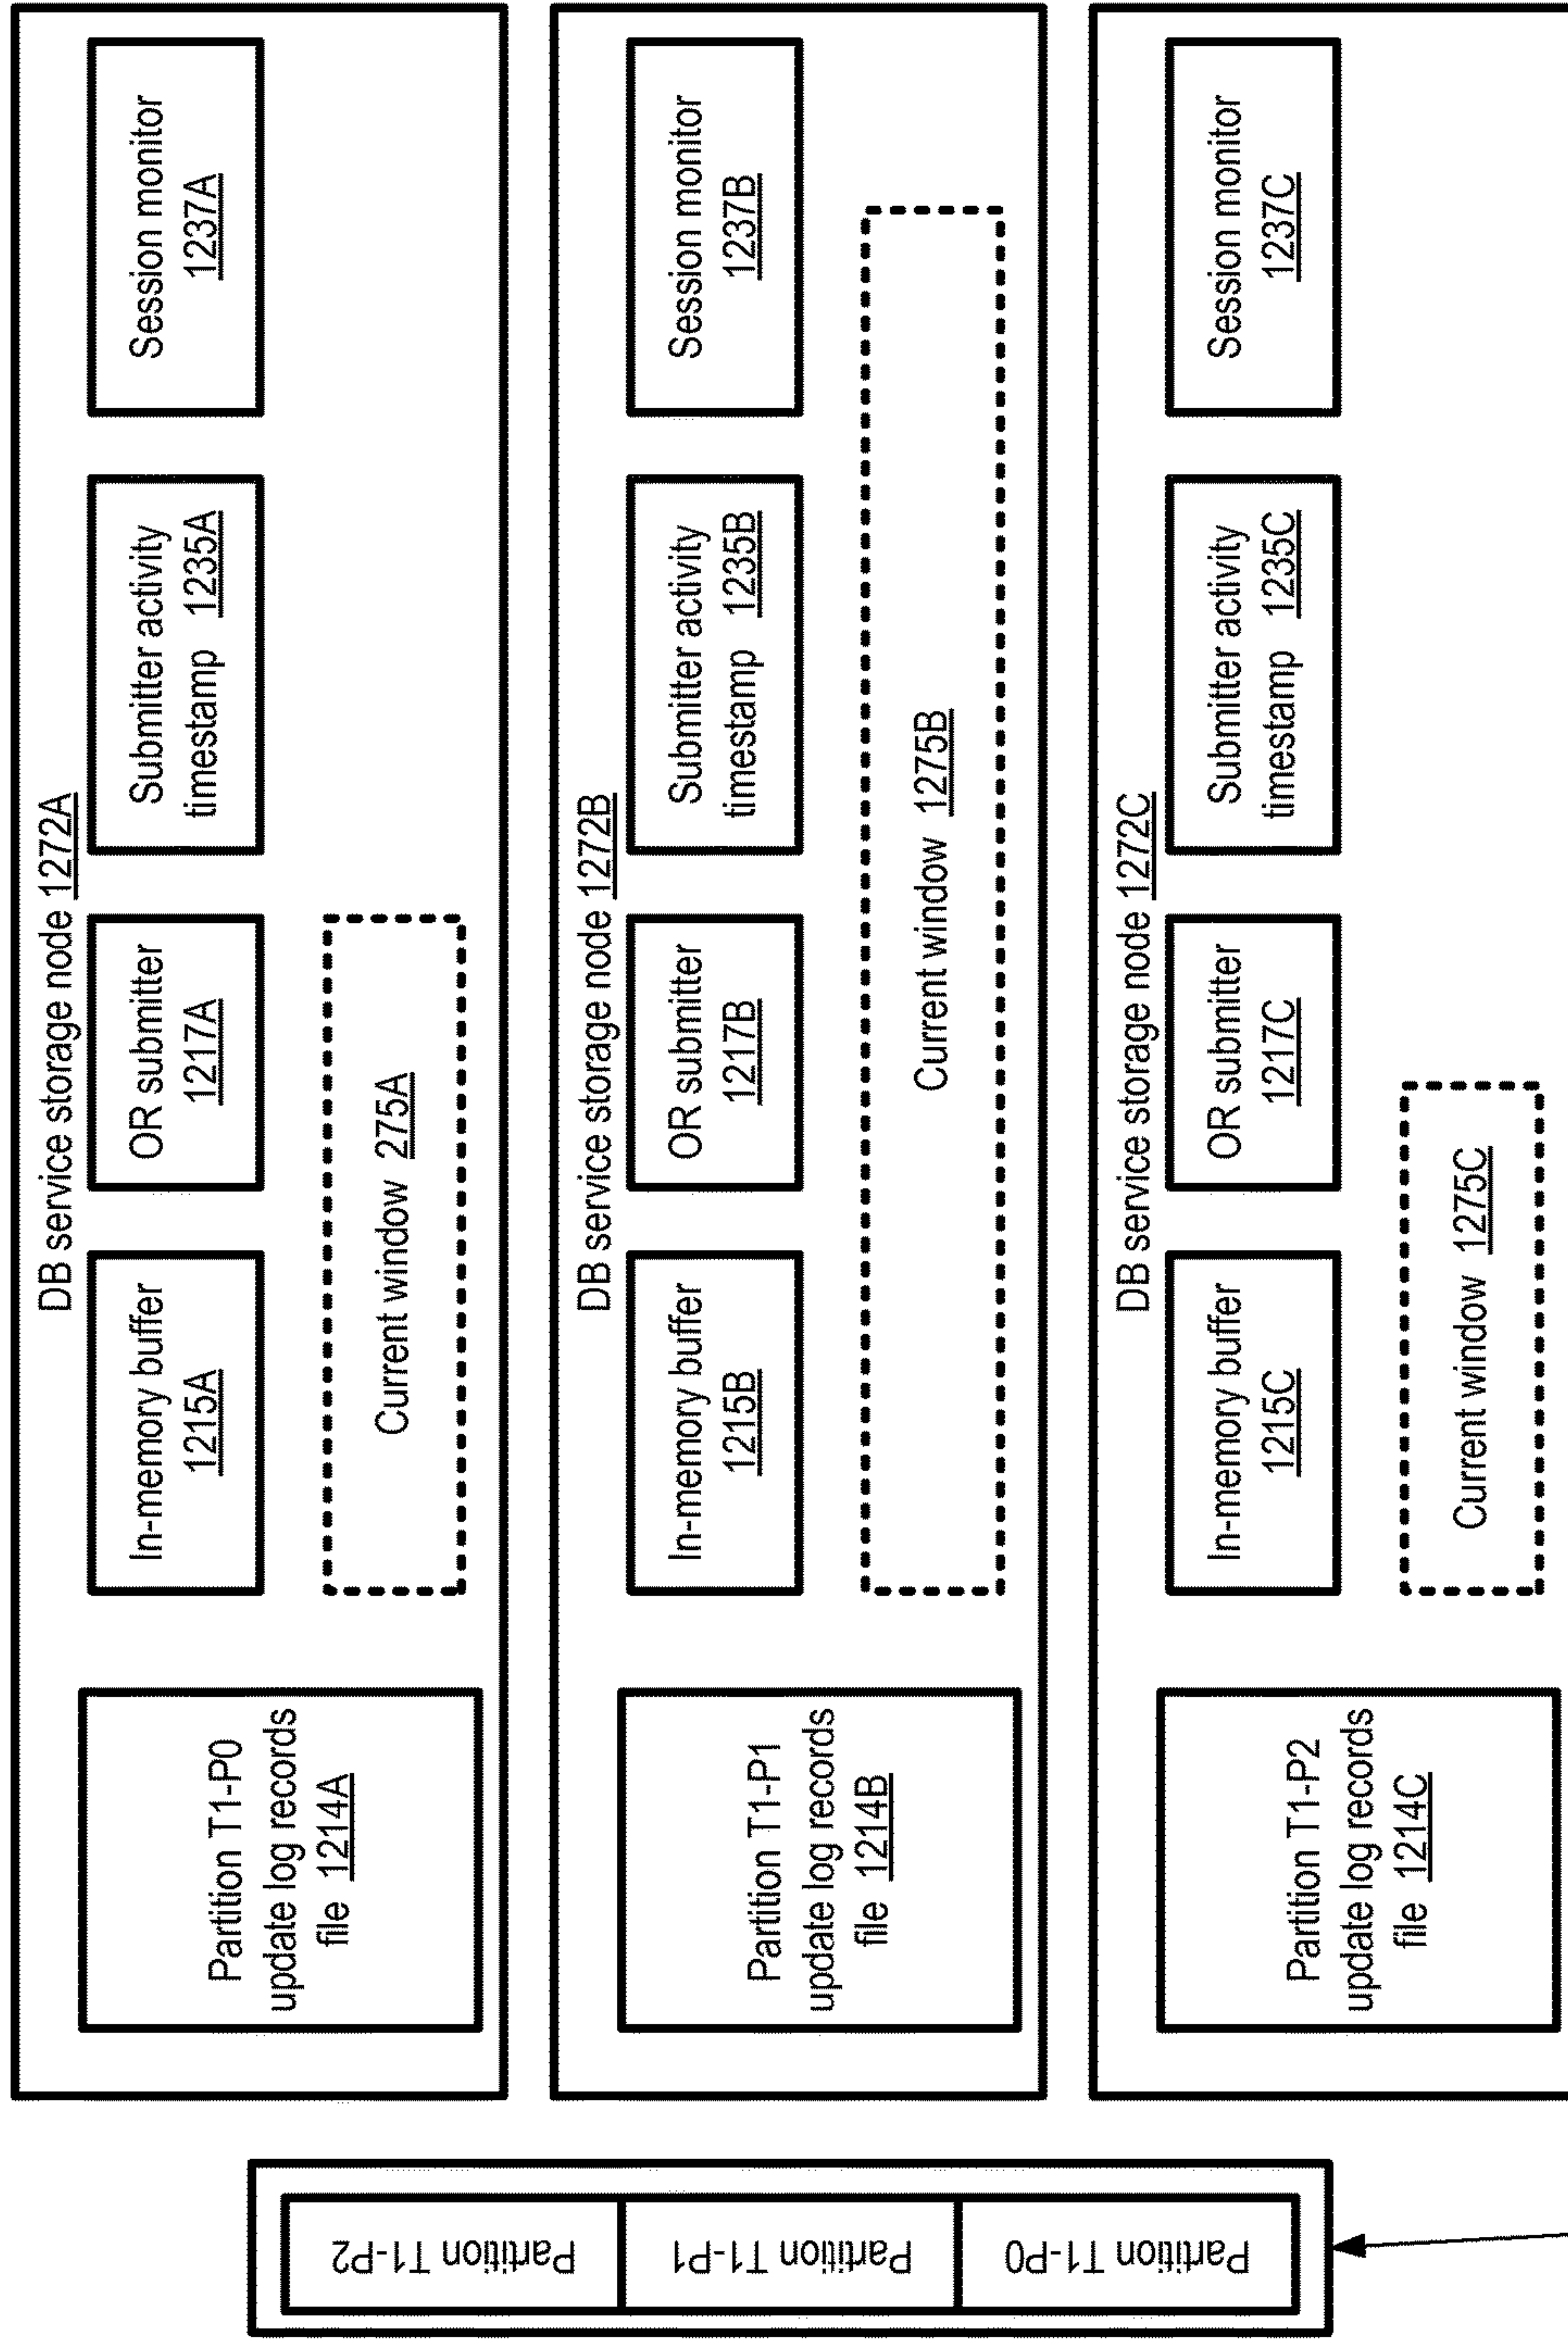 DB service storage node 1272A
Partition T1-P0
update log records
file 1214A
In-memory buffer
1215A
OR submitter
1217A
Submitter activity
timestamp 1235A
Session monitor
1237A
Current window 275A
DB service storage node 1272B
Partition T1-P1
update log records
file 1214B
In-memory buffer
1215B
OR submitter
1217B
Submitter activity
timestamp 1235B
Session monitor
1237B
Current window 1275B
DB service storage node 1272C
Partition T1-P2
update log records
file 1214C
In-memory buffer
1215C
OR submitter
1217C
Submitter activity
timestamp 1235C
Session monitor
1237C
Current window 1275C
Partition T1-P0
Partition T1-P1
Partition T1-P2